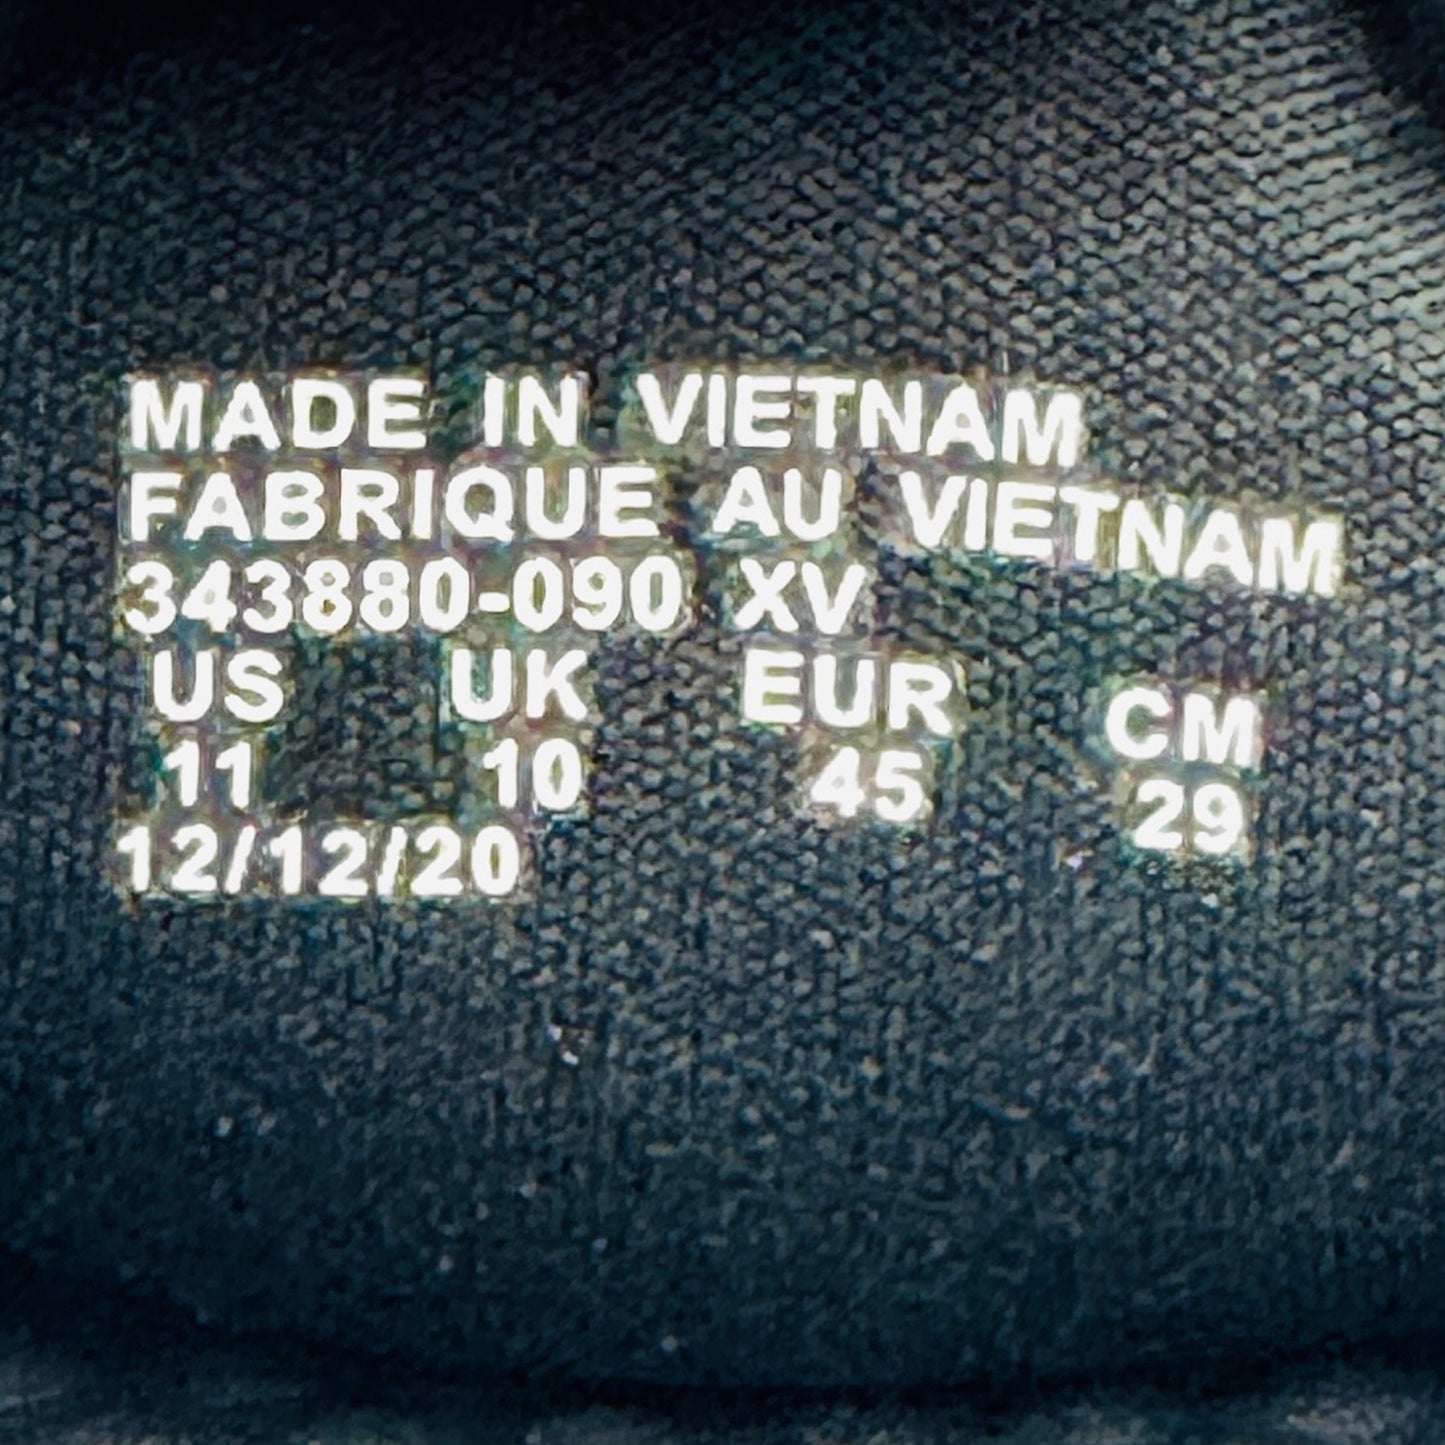 MADE IN VIETNAM
FABRIQUE AU VIETNAM
343880-090 XV
US UK EUR CM
11 10 45 29
12/12/20